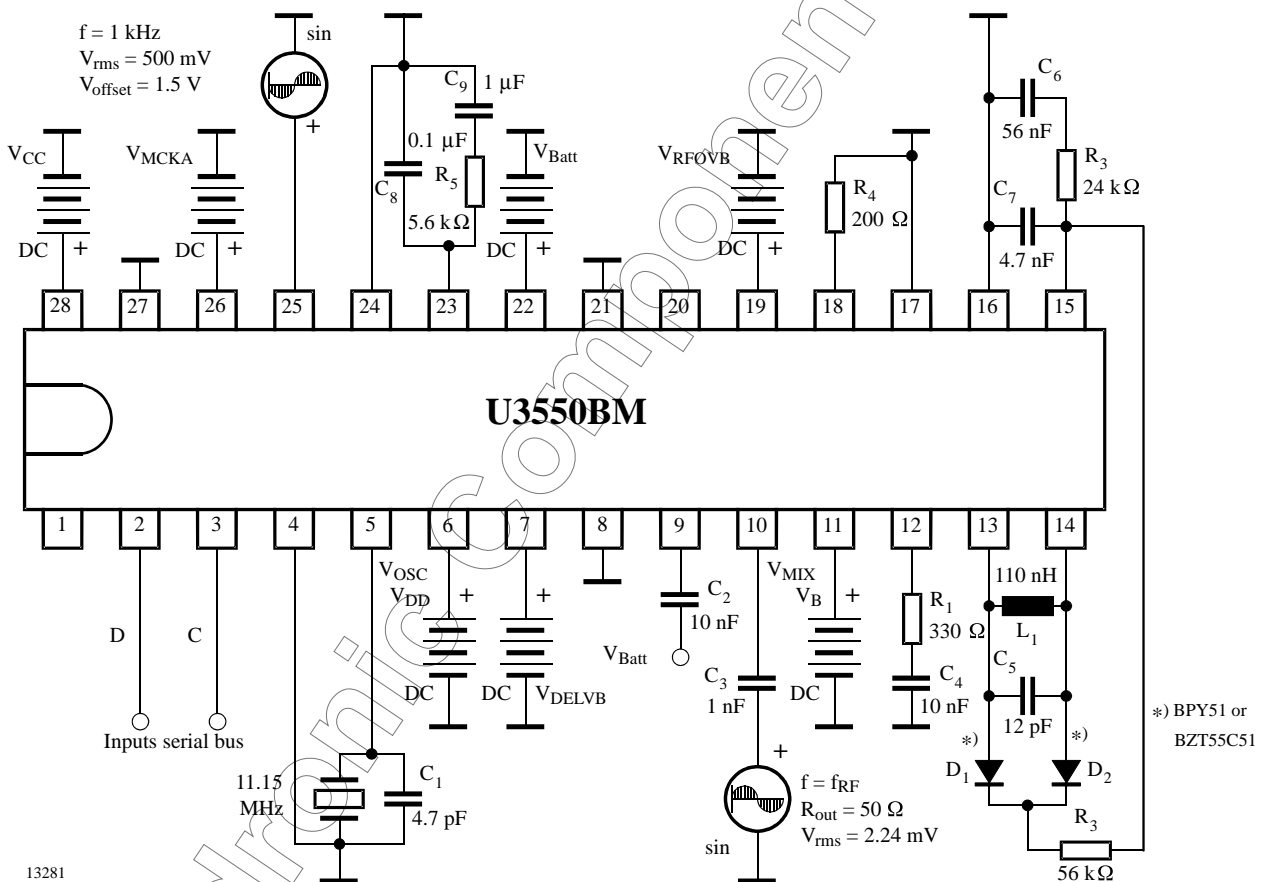 f = 1 kHz
V_rms = 500 mV
V_offset = 1.5 V
sin
+
C_9
1 µF
C_6
56 nF
V_CC
V_MCKA
0.1 µF
C_8
R_5
5.6 kΩ
V_Batt
V_RFOVB
R_4
200 Ω
C_7
4.7 nF
R_3
24 kΩ
DC +
DC +
DC +
DC +
28 27 26 25 24 23 22 21 20 19 18 17 16 15
U3550BM
1 2 3 4 5 6 7 8 9 10 11 12 13 14
D
C
V_OSC
V_DD
+
+
C_2
10 nF
V_Batt
V_MIX
V_B
+
R_1
330 Ω
110 nH
L_1
C_5
12 pF
DC
DC
V_DELVB
C_3
1 nF
DC
C_4
10 nF
Inputs serial bus
*) BPY51 or
BZT55C51
*)
*)
D_1
D_2
11.15
MHz
C_1
4.7 pF
+
f = f_RF
R_out = 50 Ω
V_rms = 2.24 mV
sin
R_3
56 kΩ
13281